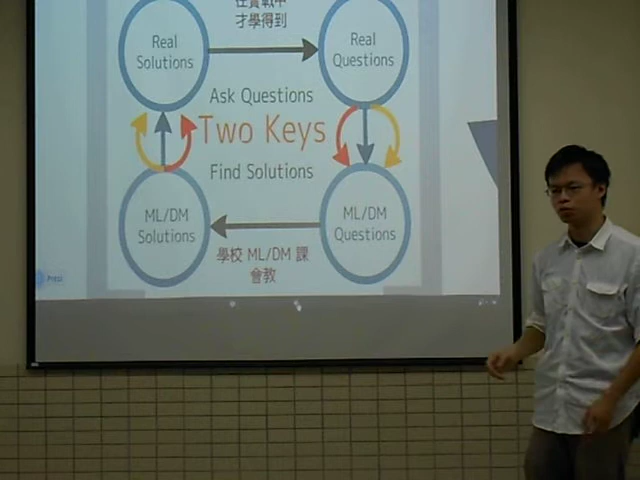 在實戰中
才學得到
Real
Solutions
Real
Questions
Ask Questions
Two Keys
Find Solutions
ML/DM
Solutions
ML/DM
Questions
學校 ML/DM 課
會教
Prezi